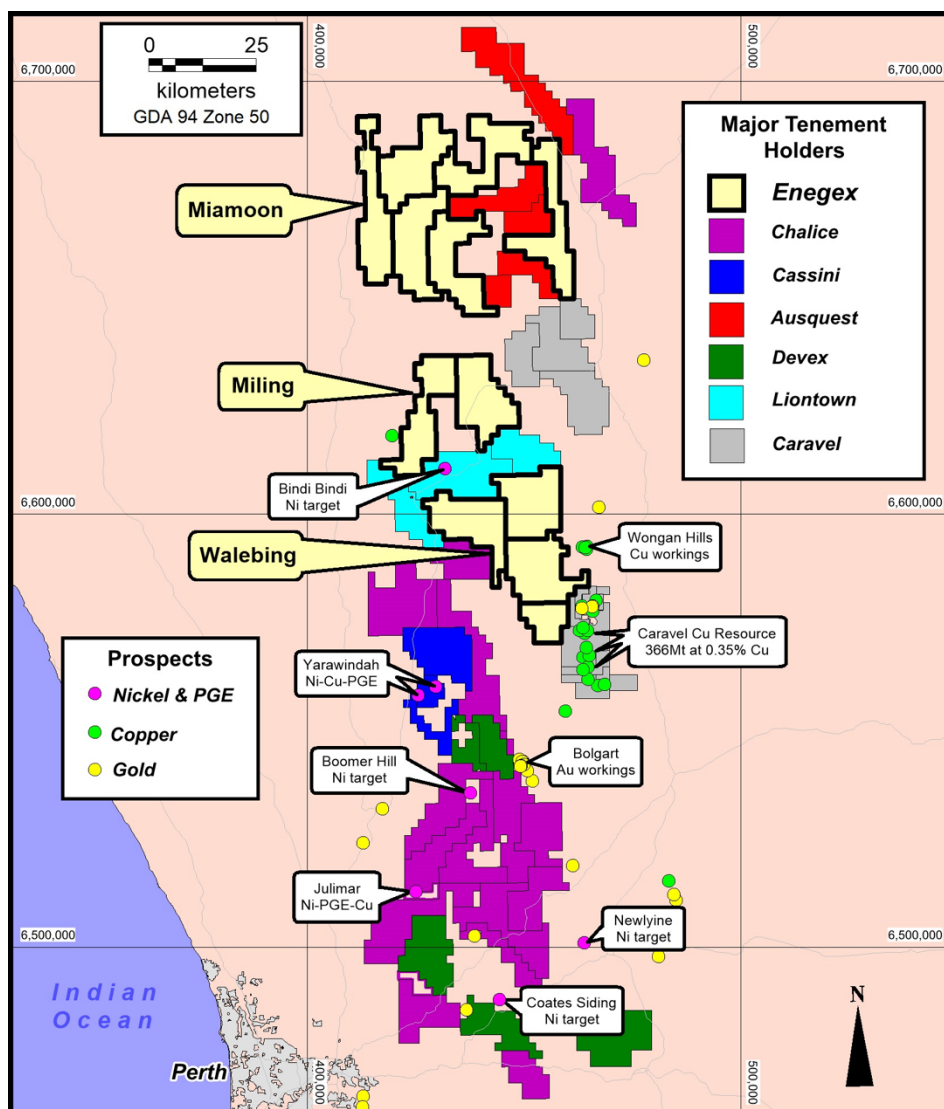 0 25
kilometers
GDA 94 Zone 50
400,000
500,000
6,700,000
6,700,000
Major Tenement
Holders
Enegex
Chalice
Cassini
Ausquest
Devex
Liontown
Caravel
Miamoon
Miling
Bindi Bindi
Ni target
6,600,000
6,600,000
Walebing
Wongan Hills
Cu workings
Caravel Cu Resource
366Mt at 0.35% Cu
Prospects
Nickel & PGE
Copper
Gold
Yarawindah
Ni-Cu-PGE
Boomer Hill
Ni target
Bolgart
Au workings
Julimar
Ni-PGE-Cu
Newlyine
Ni target
6,500,000
6,500,000
Coates Siding
Ni target
Indian
Ocean
Perth
N
400,000
500,000